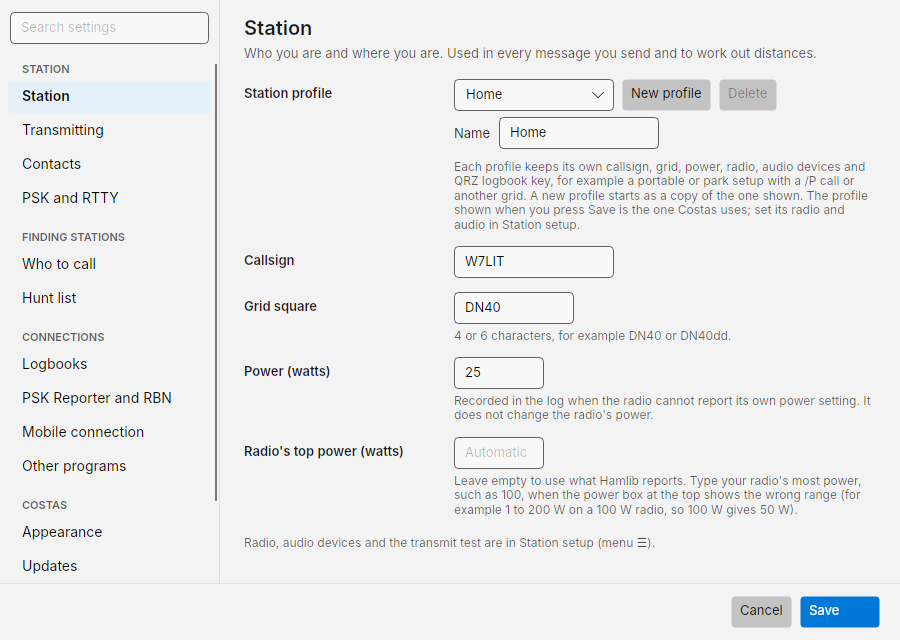 Search settings
STATION
Station
Transmitting
Contacts
PSK and RTTY
FINDING STATIONS
Who to call
Hunt list
CONNECTIONS
Logbooks
PSK Reporter and RBN
Mobile connection
Other programs
COSTAS
Appearance
Updates
Station
Who you are and where you are. Used in every message you send and to work out distances.
Station profile
Home
New profile
Delete
Name
Home
Each profile keeps its own callsign, grid, power, radio, audio devices and
QRZ logbook key, for example a portable or park setup with a /P call or
another grid. A new profile starts as a copy of the one shown. The profile
shown when you press Save is the one Costas uses; set its radio and
audio in Station setup.
Callsign
W7LIT
Grid square
DN40
4 or 6 characters, for example DN40 or DN40dd.
Power (watts)
25
Recorded in the log when the radio cannot report its own power setting. It
does not change the radio's power.
Radio's top power (watts)
Automatic
Leave empty to use what Hamlib reports. Type your radio's most power,
such as 100, when the power box at the top shows the wrong range (for
example 1 to 200 W on a 100 W radio, so 100 W gives 50 W).
Radio, audio devices and the transmit test are in Station setup (menu ☰).
Cancel
Save